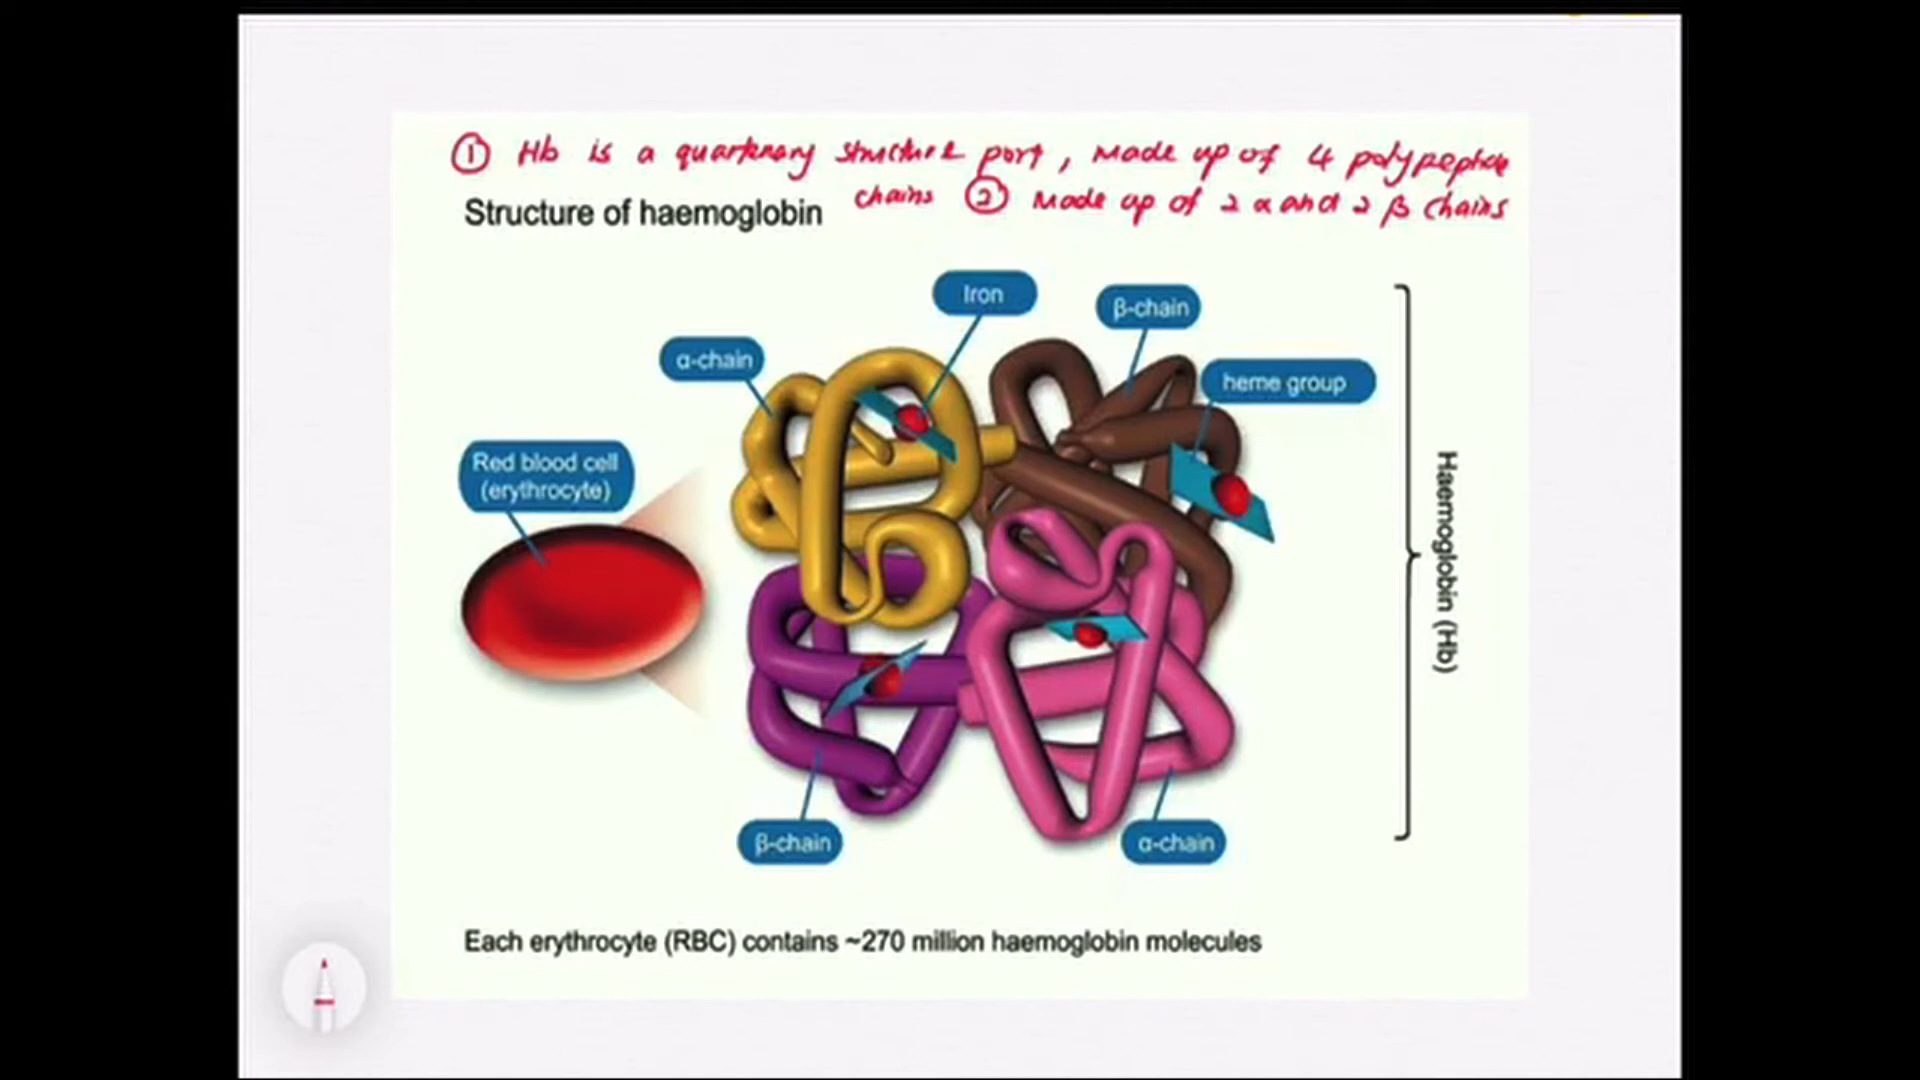 ① Hb is a quarternary structure port, made up of 4 polypeptide
chains ② Made up of 2 α and 2 β chains
Structure of haemoglobin
Iron
β-chain
α-chain
heme group
Red blood cell
(erythrocyte)
Haemoglobin (Hb)
β-chain
α-chain
Each erythrocyte (RBC) contains ~270 million haemoglobin molecules